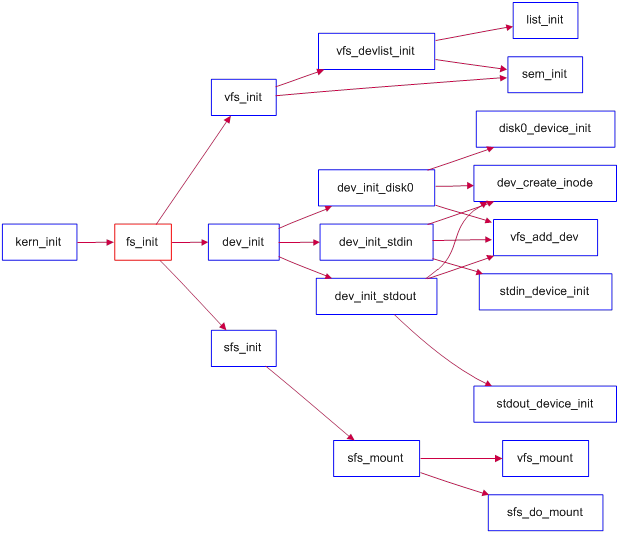 list_init
vfs_devlist_init
sem_init
vfs_init
disk0_device_init
dev_create_inode
dev_init_disk0
kern_init
fs_init
dev_init
dev_init_stdin
vfs_add_dev
stdin_device_init
dev_init_stdout
sfs_init
stdout_device_init
sfs_mount
vfs_mount
sfs_do_mount